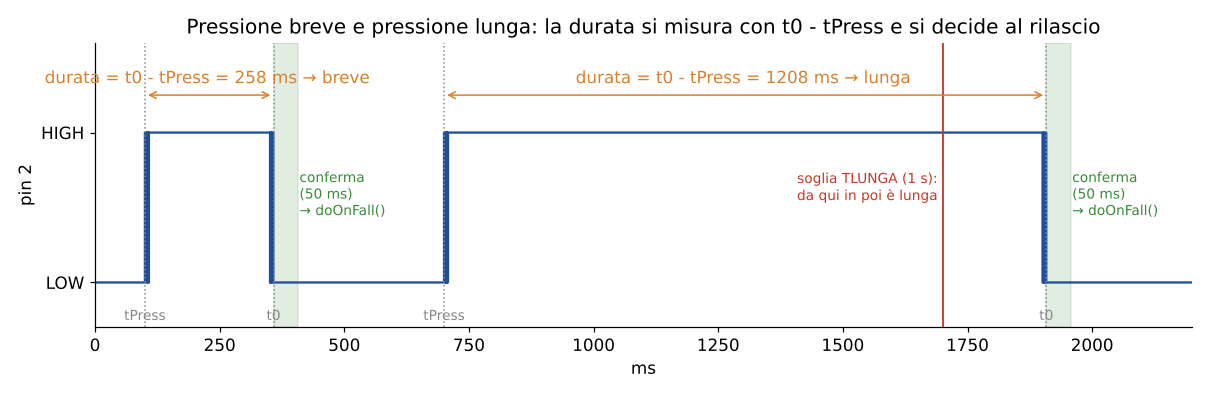 Pressione breve e pressione lunga: la durata si misura con t0 - tPress e si decide al rilascio
durata = t0 - tPress = 258 ms → breve
durata = t0 - tPress = 1208 ms → lunga
HIGH
pin 2
LOW
conferma
(50 ms)
→ doOnFall()
soglia TLUNGA (1 s):
da qui in poi è lunga
conferma
(50 ms)
→ doOnFall()
tPress
t0
tPress
t0
0
250
500
750
1000
1250
1500
1750
2000
ms